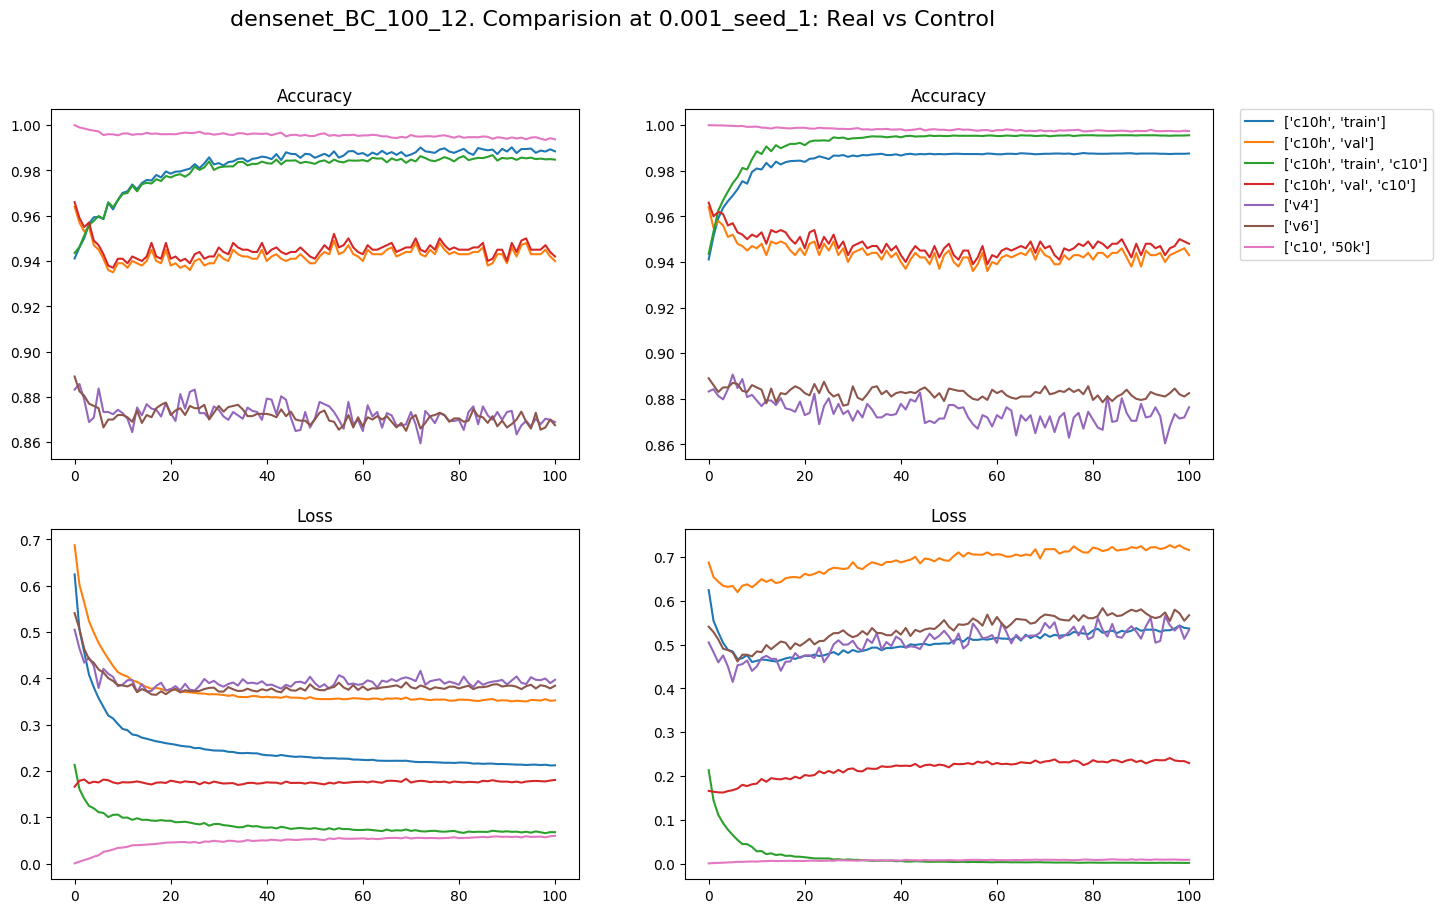 densenet_BC_100_12. Comparision at 0.001_seed_1: Real vs Control
Accuracy
1.00
0.98
0.96
0.94
0.92
0.90
0.88
0.86
0 20 40 60 80 100
Accuracy
1.00
0.98
0.96
0.94
0.92
0.90
0.88
0.86
0 20 40 60 80 100
['c10h', 'train']
['c10h', 'val']
['c10h', 'train', 'c10']
['c10h', 'val', 'c10']
['v4']
['v6']
['c10', '50k']
Loss
0.7
0.6
0.5
0.4
0.3
0.2
0.1
0.0
0 20 40 60 80 100
Loss
0.7
0.6
0.5
0.4
0.3
0.2
0.1
0.0
0 20 40 60 80 100